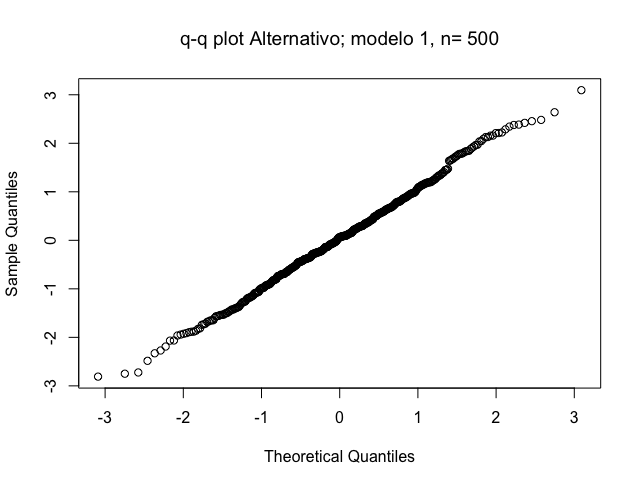 q-q plot Alternativo; modelo 1, n= 500
Sample Quantiles
3
2
1
0
-1
-2
-3
-3 -2 -1 0 1 2 3
Theoretical Quantiles